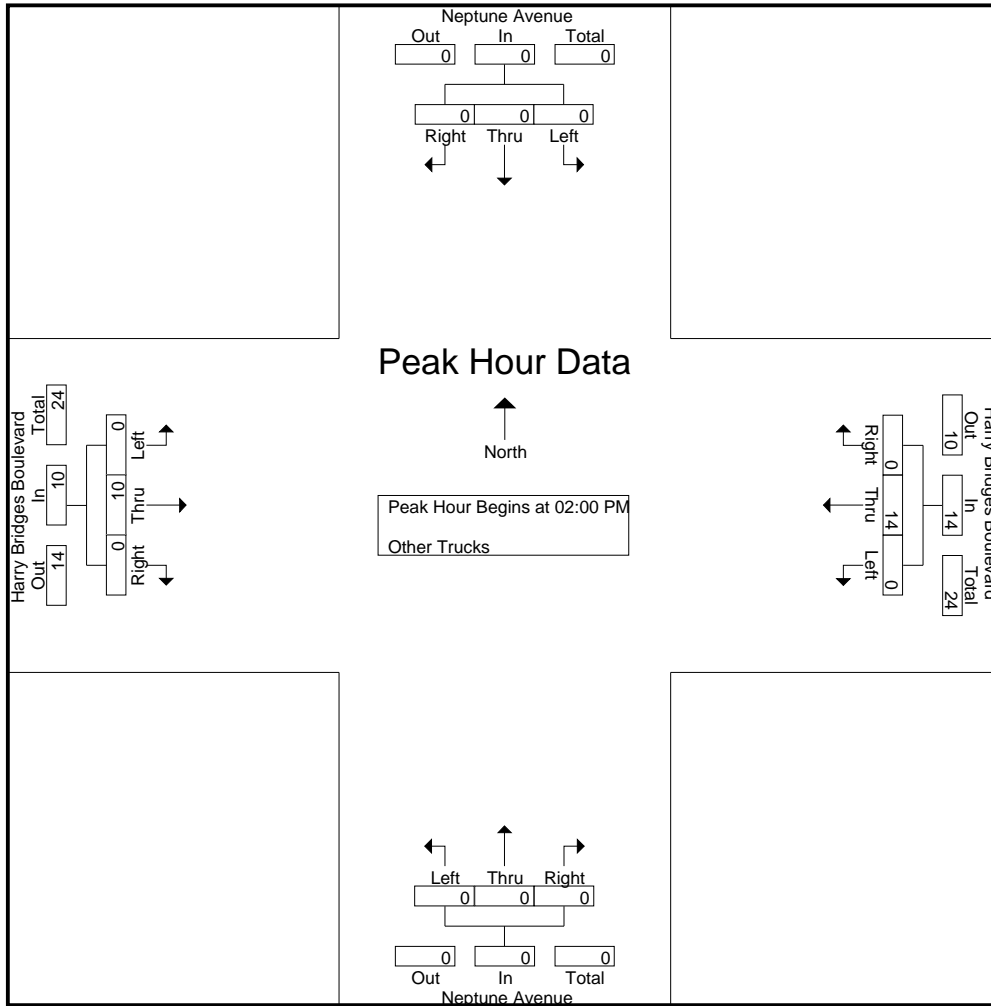 Neptune Avenue
Out In Total
0 0 0
0 0 0
Right Thru Left
Peak Hour Data
North
Peak Hour Begins at 02:00 PM
Other Trucks
Harry Bridges Boulevard
Total In Out
24 10 14
0 10 0
Left Thru Right
Right Thru Left
0 14 0
10 14 24
Out In Total
Harry Bridges Boulevard
Left Thru Right
0 0 0
0 0 0
Out In Total
Neptune Avenue